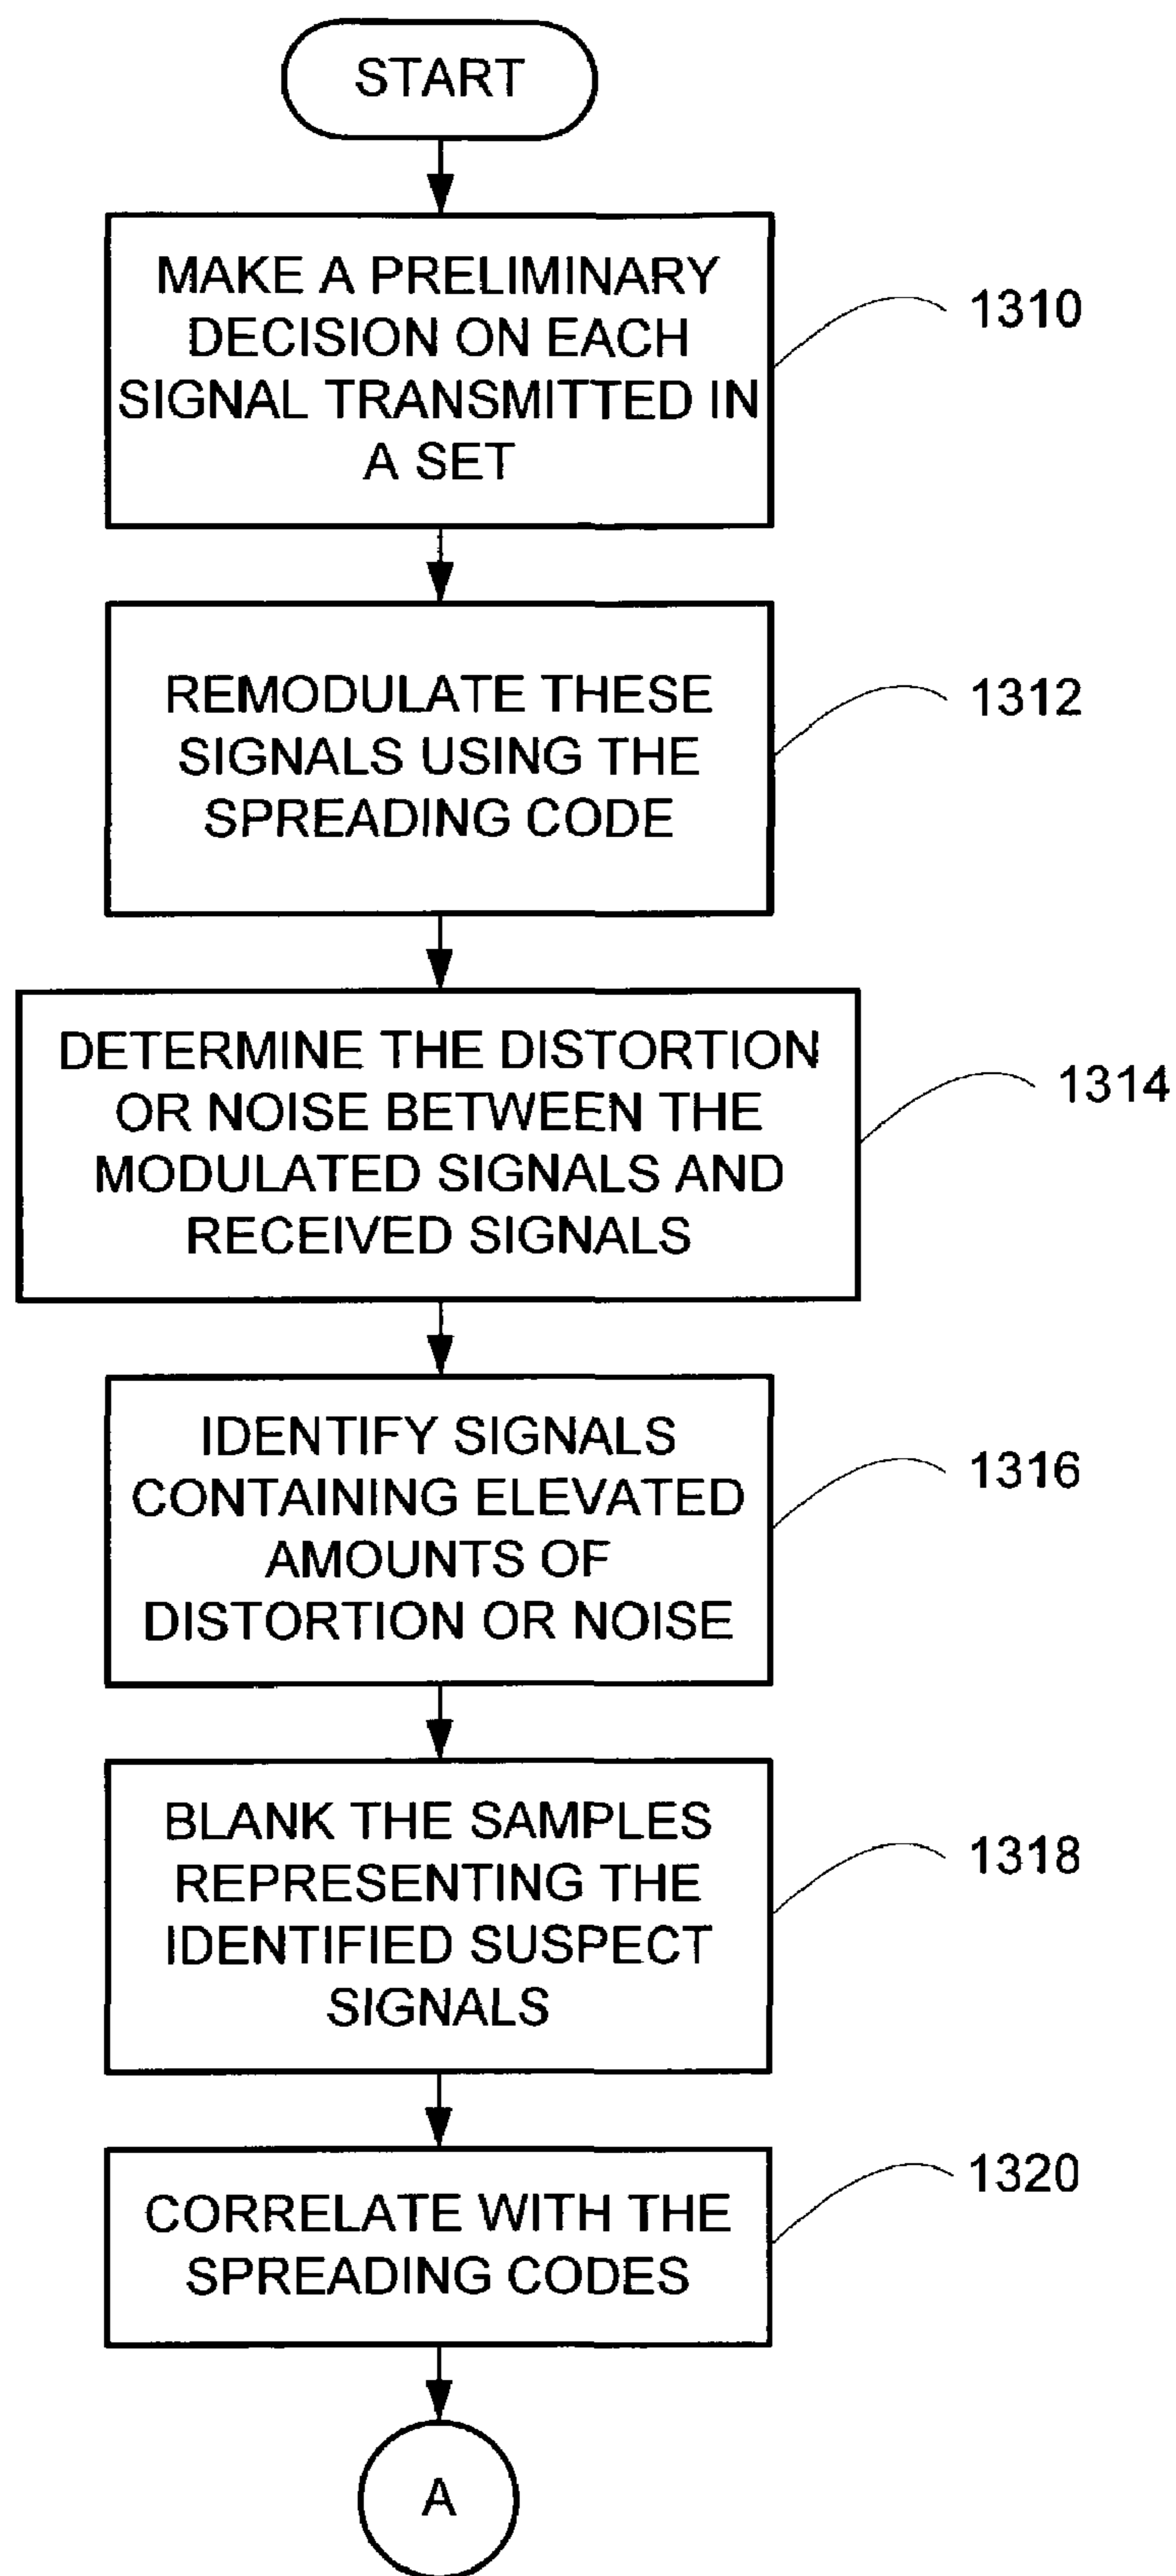 START
MAKE A PRELIMINARY
DECISION ON EACH
SIGNAL TRANSMITTED IN
A SET
1310
REMODULATE THESE
SIGNALS USING THE
SPREADING CODE
1312
DETERMINE THE DISTORTION
OR NOISE BETWEEN THE
MODULATED SIGNALS AND
RECEIVED SIGNALS
1314
IDENTIFY SIGNALS
CONTAINING ELEVATED
AMOUNTS OF
DISTORTION OR NOISE
1316
BLANK THE SAMPLES
REPRESENTING THE
IDENTIFIED SUSPECT
SIGNALS
1318
CORRELATE WITH THE
SPREADING CODES
1320
A